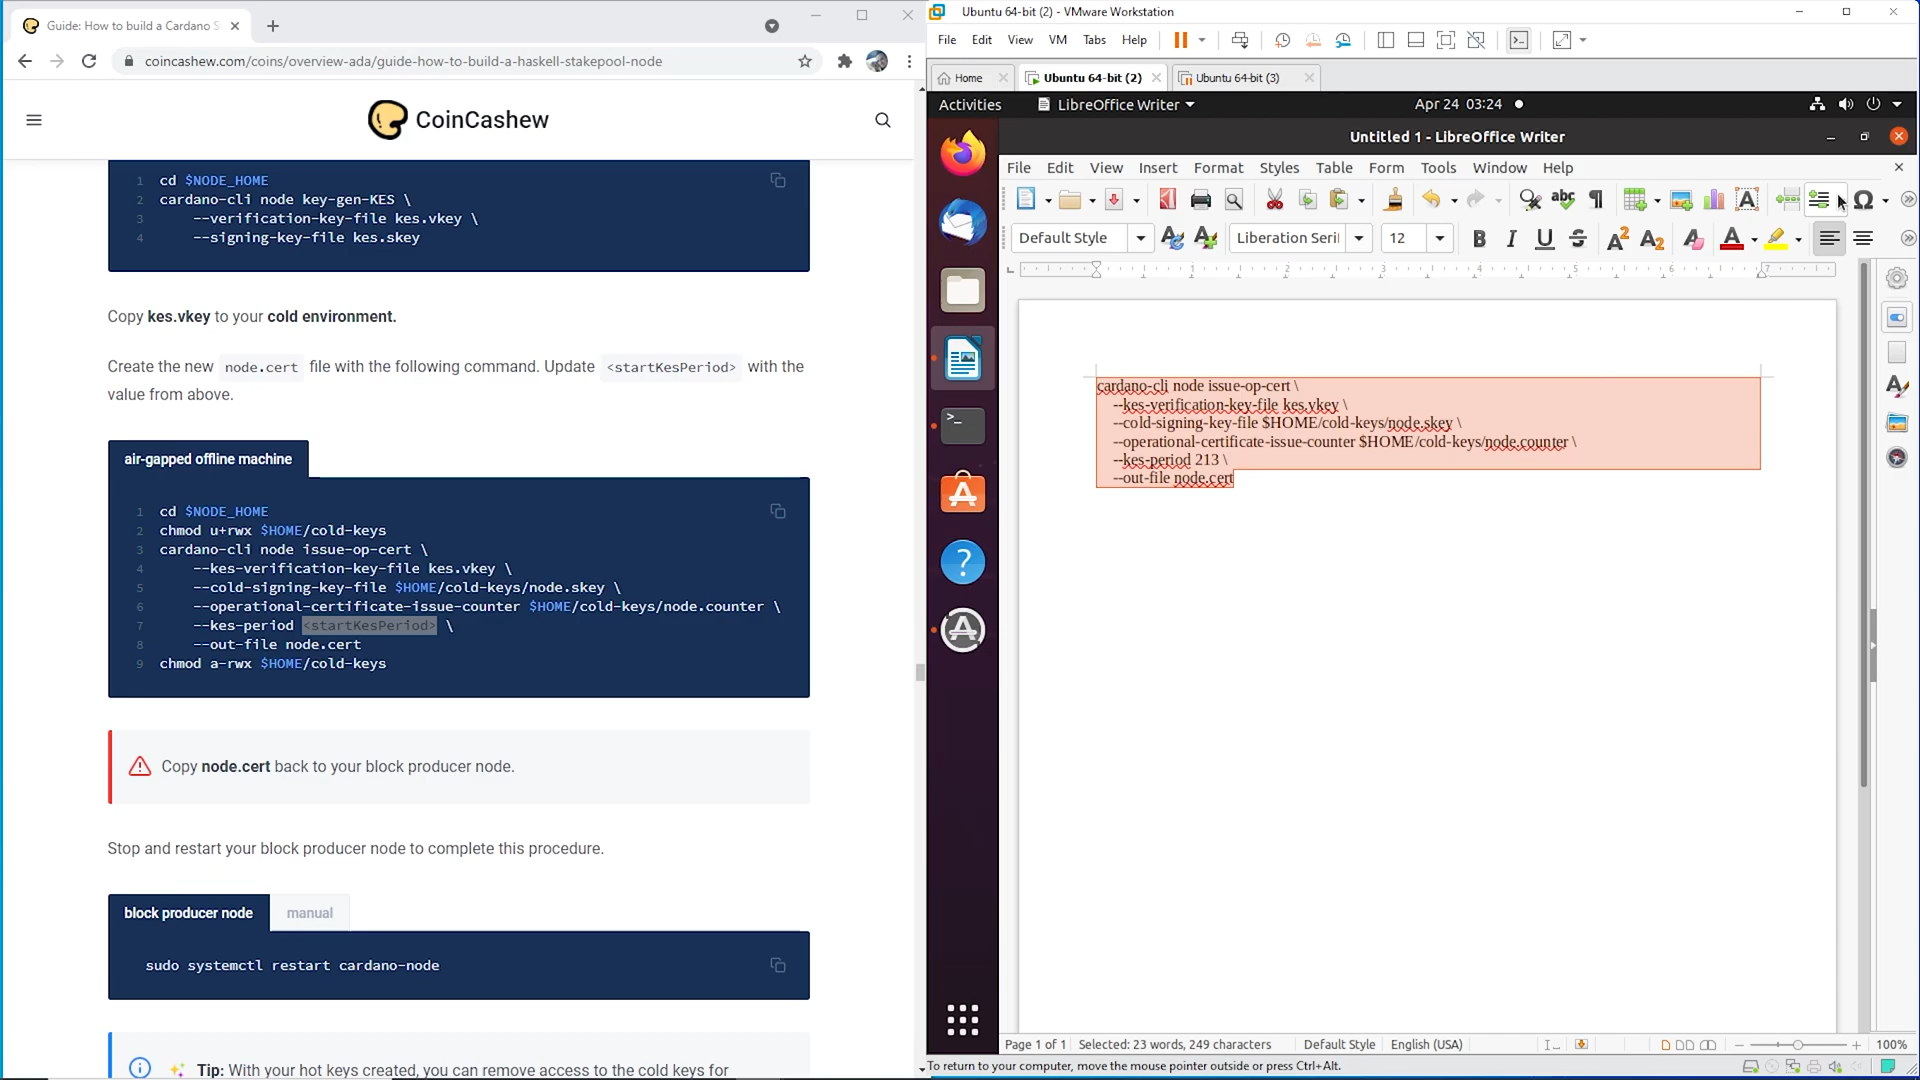 Guide: How to build a Cardano S
coincashew.com/coins/overview-ada/guide-how-to-build-a-haskell-stakepool-node
CoinCashew
1 cd $NODE_HOME
2 cardano-cli node key-gen-KES \
3 --verification-key-file kes.vkey \
4 --signing-key-file kes.skey
Copy kes.vkey to your cold environment.
Create the new node.cert file with the following command. Update <startKesPeriod> with the
value from above.
air-gapped offline machine
1 cd $NODE_HOME
2 chmod u+rwx $HOME/cold-keys
3 cardano-cli node issue-op-cert \
4 --kes-verification-key-file kes.vkey \
5 --cold-signing-key-file $HOME/cold-keys/node.skey \
6 --operational-certificate-issue-counter $HOME/cold-keys/node.counter \
7 --kes-period <startKesPeriod> \
8 --out-file node.cert
9 chmod a-rwx $HOME/cold-keys
Copy node.cert back to your block producer node.
Stop and restart your block producer node to complete this procedure.
block producer node manual
sudo systemctl restart cardano-node
Tip: With your hot keys created, you can remove access to the cold keys for
Ubuntu 64-bit (2) - VMware Workstation
File Edit View VM Tabs Help
Home Ubuntu 64-bit (2) Ubuntu 64-bit (3)
Activities LibreOffice Writer Apr 24 03:24
Untitled 1 - LibreOffice Writer
File Edit View Insert Format Styles Table Form Tools Window Help
Default Style Liberation Seri 12
1 2 3 4 5 6 7
cardano-cli node issue-op-cert \
--kes-verification-key-file kes.vkey \
--cold-signing-key-file $HOME/cold-keys/node.skey \
--operational-certificate-issue-counter $HOME/cold-keys/node.counter \
--kes-period 213 \
--out-file node.cert
Page 1 of 1 Selected: 23 words, 249 characters Default Style English (USA) 100%
To return to your computer, move the mouse pointer outside or press Ctrl+Alt.